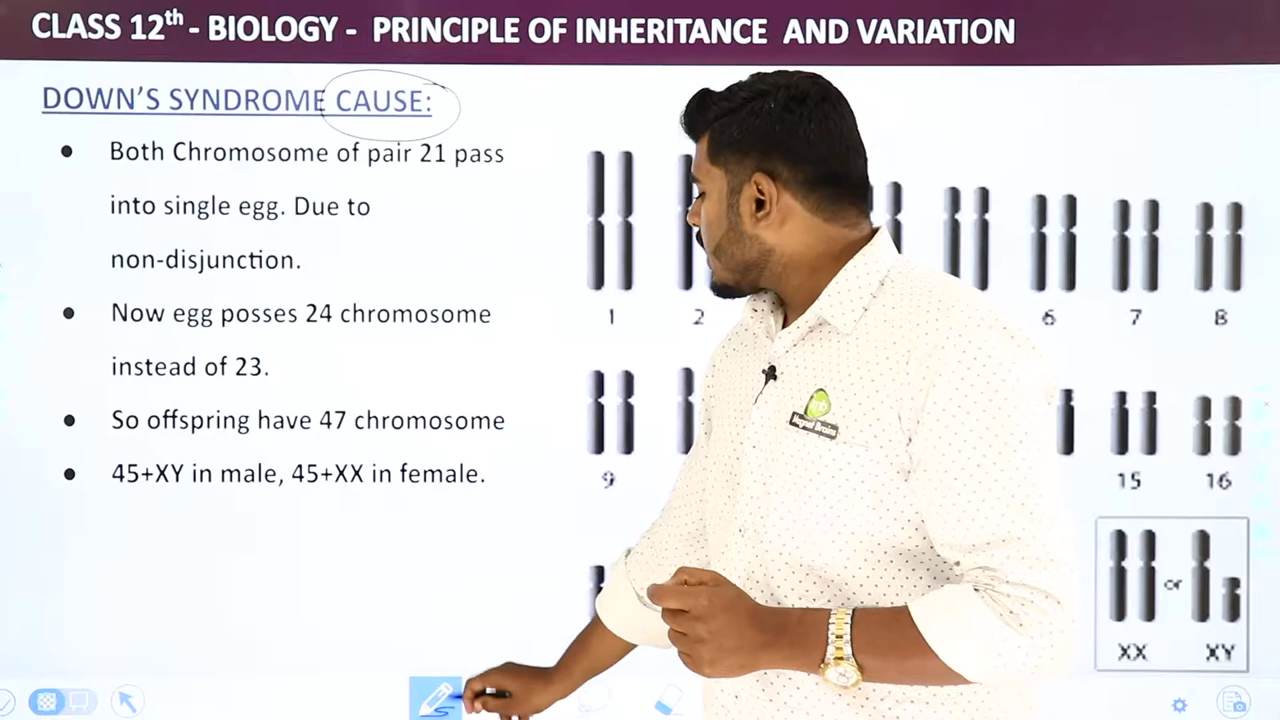 CLASS 12th - BIOLOGY - PRINCIPLE OF INHERITANCE AND VARIATION
DOWN'S SYNDROME CAUSE:
● Both Chromosome of pair 21 pass
into single egg. Due to
non-disjunction.
● Now egg posses 24 chromosome
instead of 23.
● So offspring have 47 chromosome
● 45+XY in male, 45+XX in female.
1 2 6 7 8
9 15 16
or
XX XY
Magnet Brains